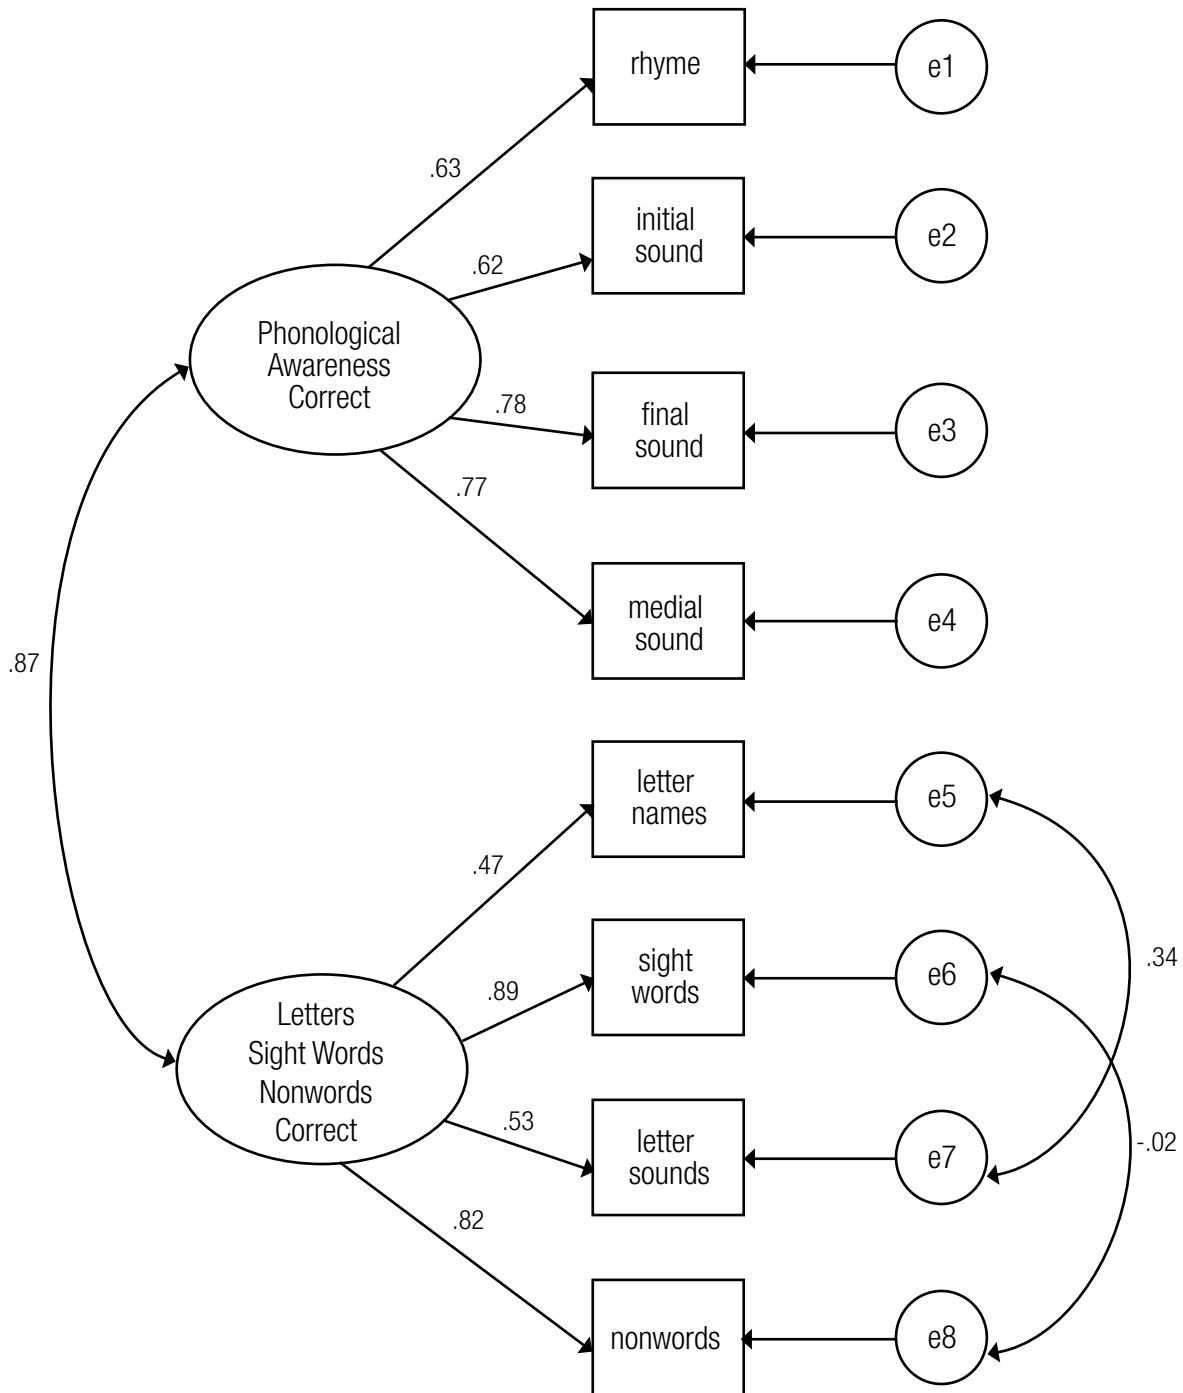 rhyme
e1
.63
initial
sound
e2
.62
Phonological
Awareness
Correct
.78
final
sound
e3
.77
medial
sound
e4
.87
letter
names
e5
.47
sight
words
e6
.34
.89
Letters
Sight Words
Nonwords
Correct
.53
letter
sounds
e7
-.02
.82
nonwords
e8